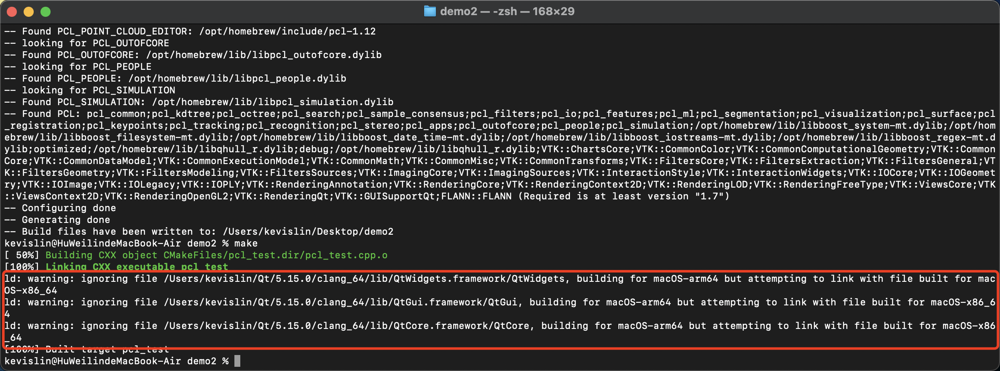 demo2 — -zsh — 168×29
-- Found PCL_POINT_CLOUD_EDITOR: /opt/homebrew/include/pcl-1.12
-- looking for PCL_OUTOFCORE
-- Found PCL_OUTOFCORE: /opt/homebrew/lib/libpcl_outofcore.dylib
-- looking for PCL_PEOPLE
-- Found PCL_PEOPLE: /opt/homebrew/lib/libpcl_people.dylib
-- looking for PCL_SIMULATION
-- Found PCL_SIMULATION: /opt/homebrew/lib/libpcl_simulation.dylib
-- Found PCL: pcl_common;pcl_kdtree;pcl_octree;pcl_search;pcl_sample_consensus;pcl_filters;pcl_io;pcl_features;pcl_ml;pcl_segmentation;pcl_visualization;pcl_surface;pcl
_registration;pcl_keypoints;pcl_tracking;pcl_recognition;pcl_stereo;pcl_apps;pcl_outofcore;pcl_people;pcl_simulation;/opt/homebrew/lib/libboost_system-mt.dylib;/opt/hom
ebrew/lib/libboost_filesystem-mt.dylib;/opt/homebrew/lib/libboost_date_time-mt.dylib;/opt/homebrew/lib/libboost_iostreams-mt.dylib;/opt/homebrew/lib/libboost_regex-mt.d
ylib;optimized;/opt/homebrew/lib/libqhull_r.dylib;debug;/opt/homebrew/lib/libqhull_r.dylib;VTK::ChartsCore;VTK::CommonColor;VTK::CommonComputationalGeometry;VTK::Common
Core;VTK::CommonDataModel;VTK::CommonExecutionModel;VTK::CommonMath;VTK::CommonMisc;VTK::CommonTransforms;VTK::FiltersCore;VTK::FiltersExtraction;VTK::FiltersGeneral;VT
K::FiltersGeometry;VTK::FiltersModeling;VTK::FiltersSources;VTK::ImagingCore;VTK::ImagingSources;VTK::InteractionStyle;VTK::InteractionWidgets;VTK::IOCore;VTK::IOGeomet
ry;VTK::IOImage;VTK::IOLegacy;VTK::IOPLY;VTK::RenderingAnnotation;VTK::RenderingCore;VTK::RenderingContext2D;VTK::RenderingLOD;VTK::RenderingFreeType;VTK::ViewsCore;VTK
::ViewsContext2D;VTK::RenderingOpenGL2;VTK::RenderingQt;VTK::GUISupportQt;FLANN::FLANN (Required is at least version "1.7")
-- Configuring done
-- Generating done
-- Build files have been written to: /Users/kevislin/Desktop/demo2
kevislin@HuWeilindeMacBook-Air demo2 % make
[ 50%] Building CXX object CMakeFiles/pcl_test.dir/pcl_test.cpp.o
[100%] Linking CXX executable pcl_test
ld: warning: ignoring file /Users/kevislin/Qt/5.15.0/clang_64/lib/QtWidgets.framework/QtWidgets, building for macOS-arm64 but attempting to link with file built for mac
OS-x86_64
ld: warning: ignoring file /Users/kevislin/Qt/5.15.0/clang_64/lib/QtGui.framework/QtGui, building for macOS-arm64 but attempting to link with file built for macOS-x86_6
4
ld: warning: ignoring file /Users/kevislin/Qt/5.15.0/clang_64/lib/QtCore.framework/QtCore, building for macOS-arm64 but attempting to link with file built for macOS-x86
_64
[100%] Built target pcl_test
kevislin@HuWeilindeMacBook-Air demo2 %